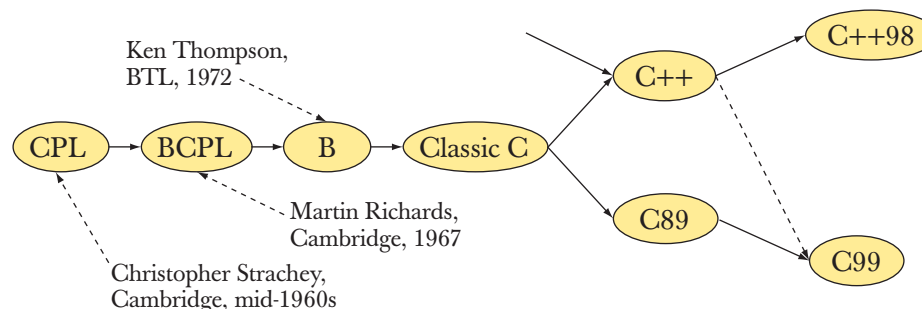 Ken Thompson,
BTL, 1972
C++98
C++
CPL
BCPL
B
Classic C
Martin Richards,
Cambridge, 1967
C89
C99
Christopher Strachey,
Cambridge, mid-1960s